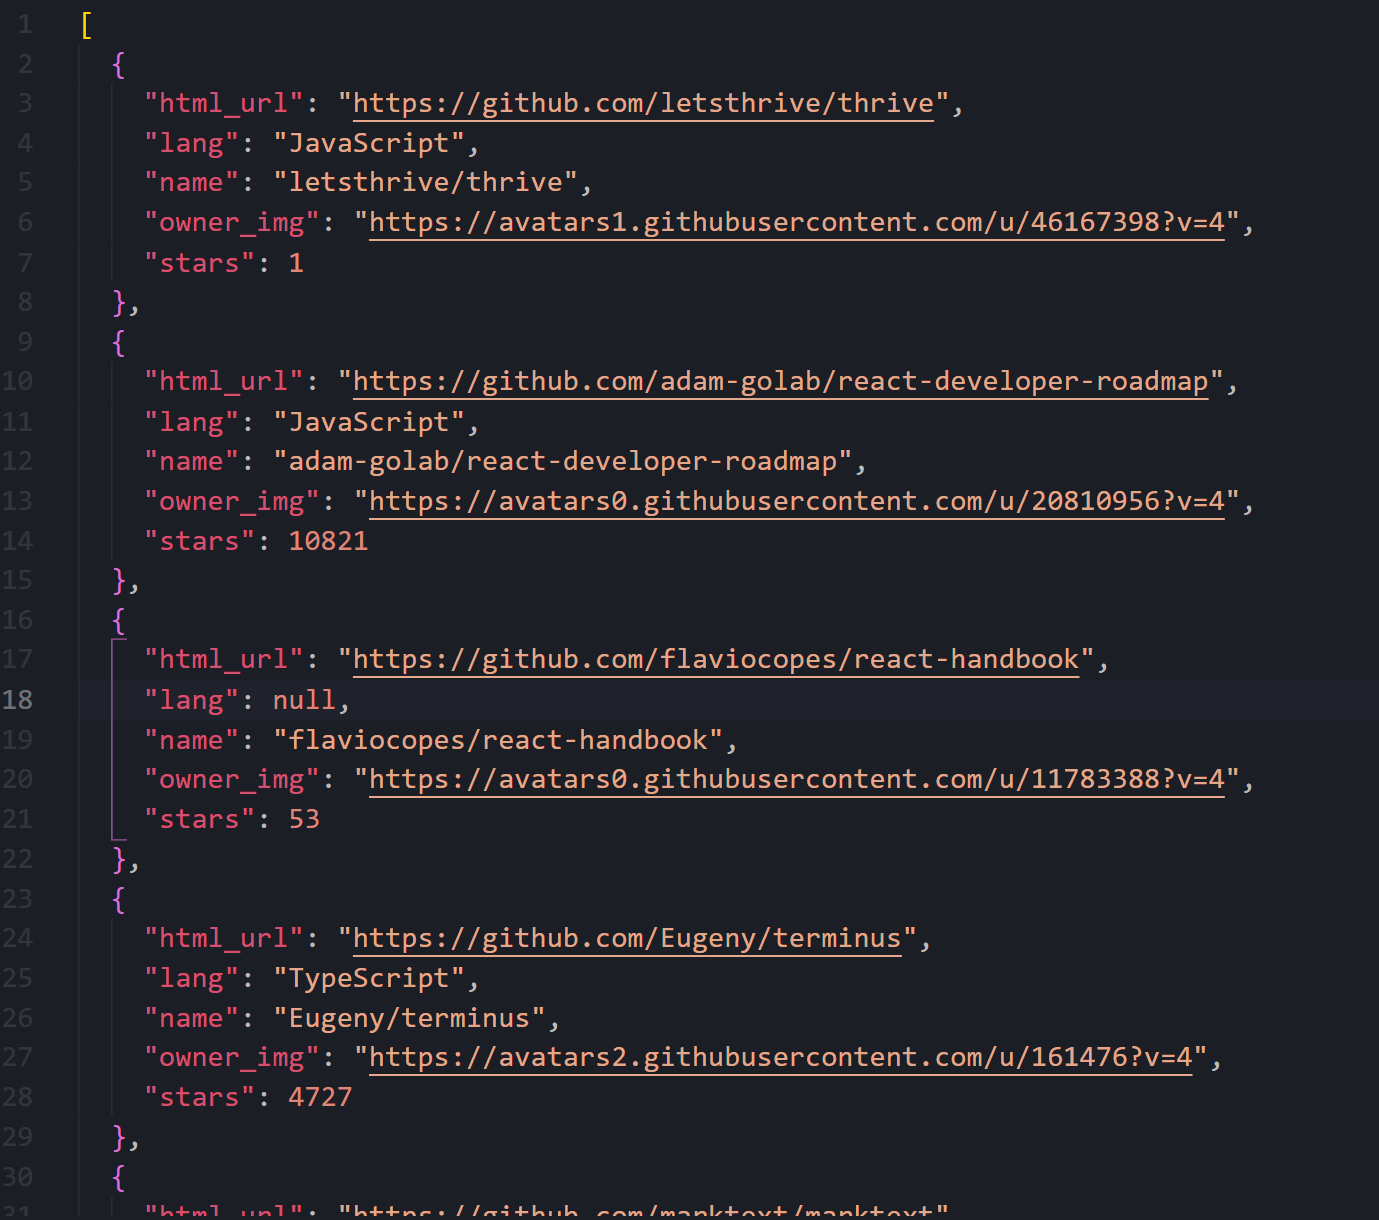 1 [
2 {
3 "html_url": "https://github.com/letsthrive/thrive",
4 "lang": "JavaScript",
5 "name": "letsthrive/thrive",
6 "owner_img": "https://avatars1.githubusercontent.com/u/46167398?v=4",
7 "stars": 1
8 },
9 {
10 "html_url": "https://github.com/adam-golab/react-developer-roadmap",
11 "lang": "JavaScript",
12 "name": "adam-golab/react-developer-roadmap",
13 "owner_img": "https://avatars0.githubusercontent.com/u/20810956?v=4",
14 "stars": 10821
15 },
16 {
17 "html_url": "https://github.com/flaviocopes/react-handbook",
18 "lang": null,
19 "name": "flaviocopes/react-handbook",
20 "owner_img": "https://avatars0.githubusercontent.com/u/11783388?v=4",
21 "stars": 53
22 },
23 {
24 "html_url": "https://github.com/Eugeny/terminus",
25 "lang": "TypeScript",
26 "name": "Eugeny/terminus",
27 "owner_img": "https://avatars2.githubusercontent.com/u/161476?v=4",
28 "stars": 4727
29 },
30 {
31 "html_url": "https://github.com/marktext/marktext"